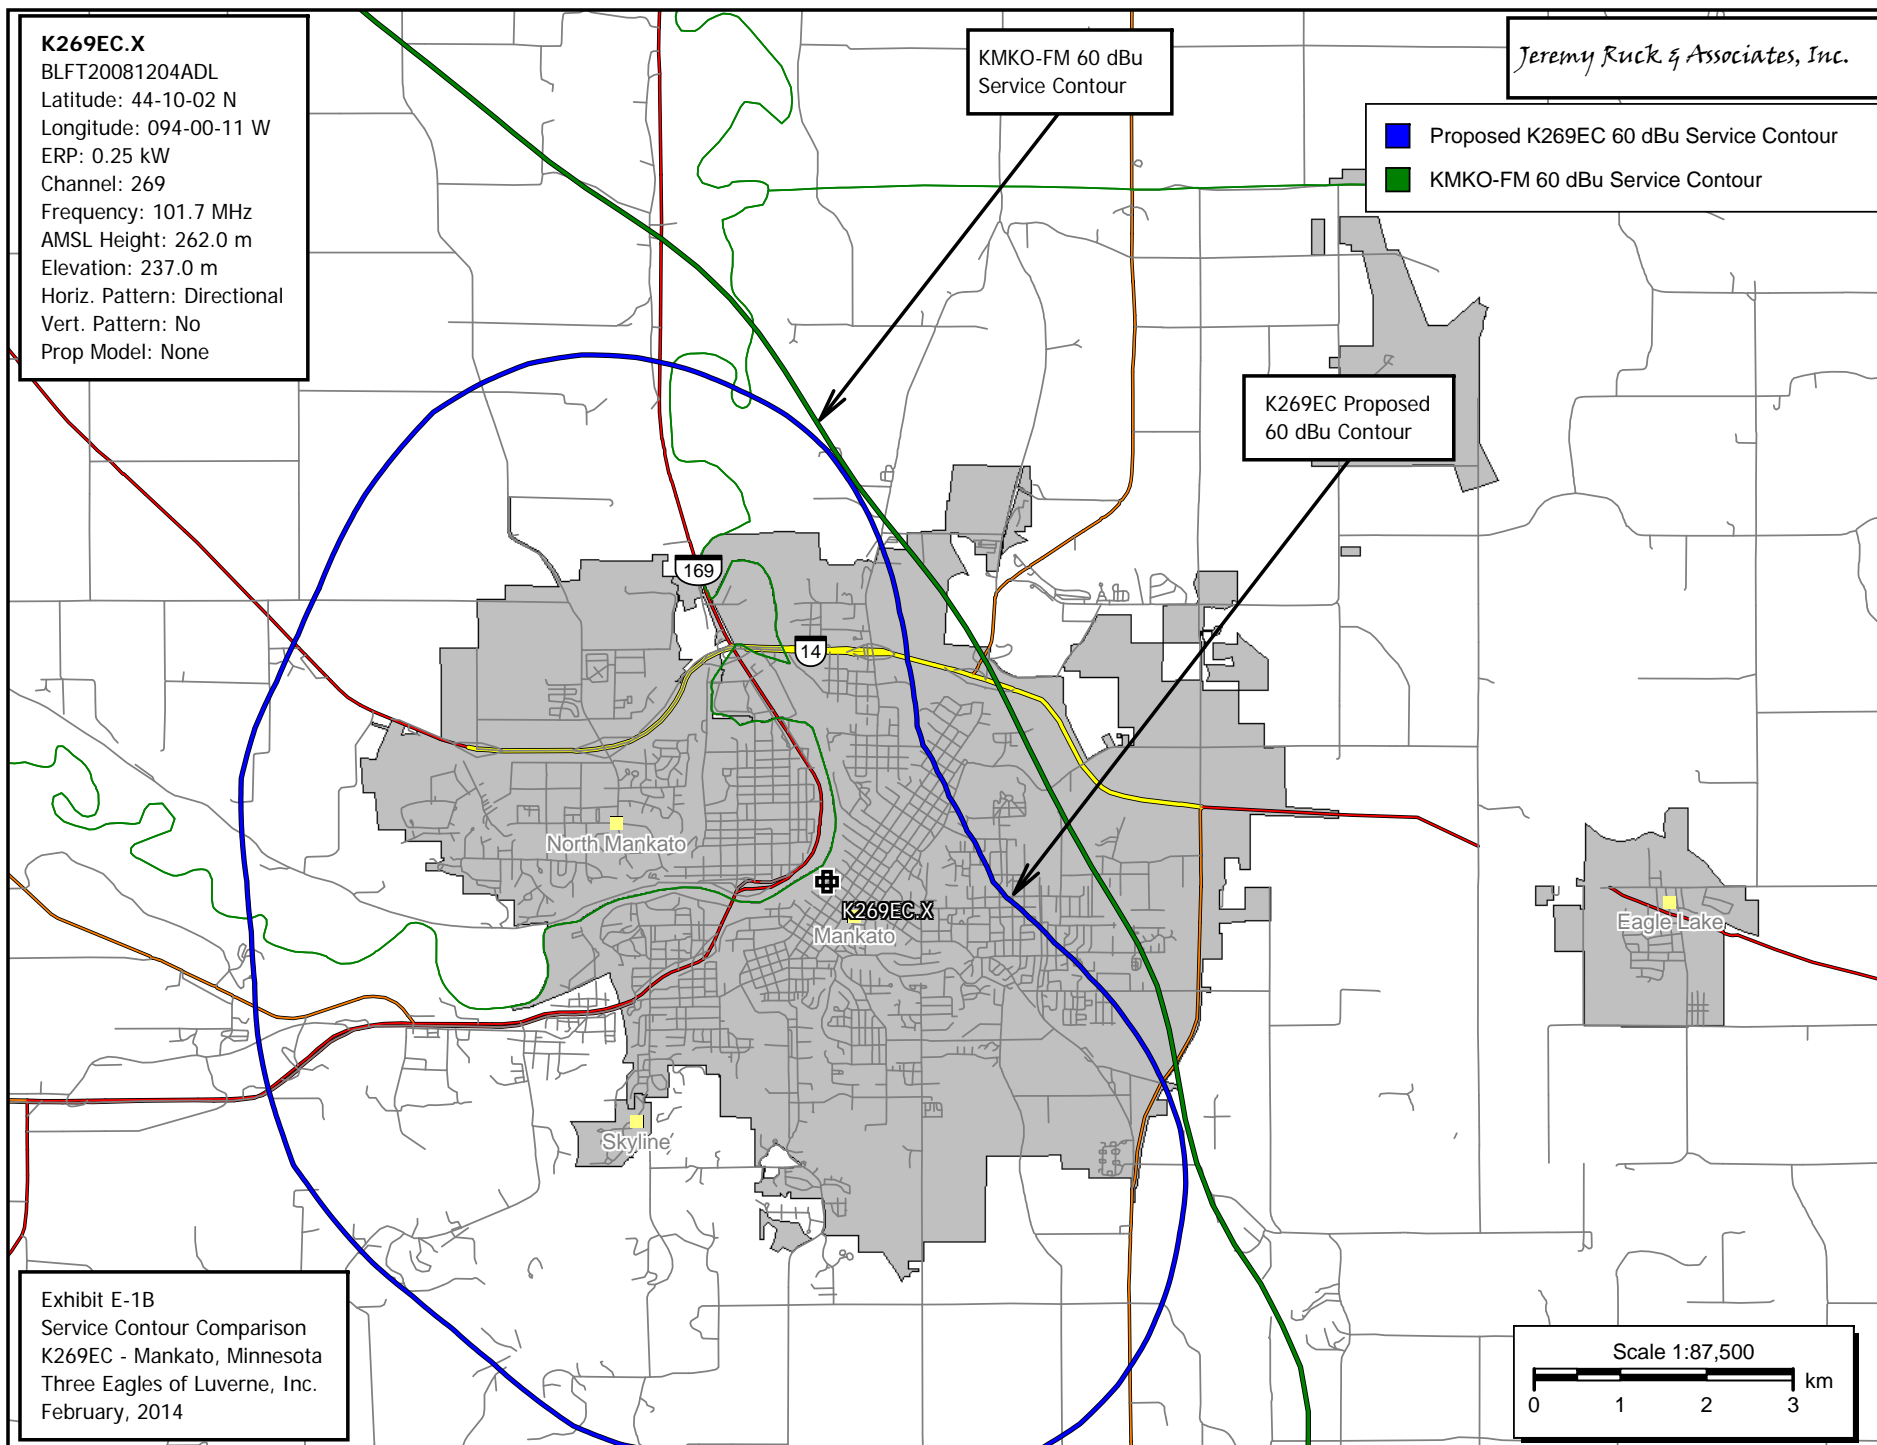 K269EC.X
BLFT20081204ADL
Latitude: 44-10-02 N
Longitude: 094-00-11 W
ERP: 0.25 kW
Channel: 269
Frequency: 101.7 MHz
AMSL Height: 262.0 m
Elevation: 237.0 m
Horiz. Pattern: Directional
Vert. Pattern: No
Prop Model: None
KMKO-FM 60 dBu
Service Contour
Jeremy Ruck & Associates, Inc.
Proposed K269EC 60 dBu Service Contour
KMKO-FM 60 dBu Service Contour
K269EC Proposed
60 dBu Contour
169
14
North Mankato
K269EC.X
Mankato
Eagle Lake
Skyline
Exhibit E-1B
Service Contour Comparison
K269EC - Mankato, Minnesota
Three Eagles of Luverne, Inc.
February, 2014
Scale 1:87,500
km
0 1 2 3